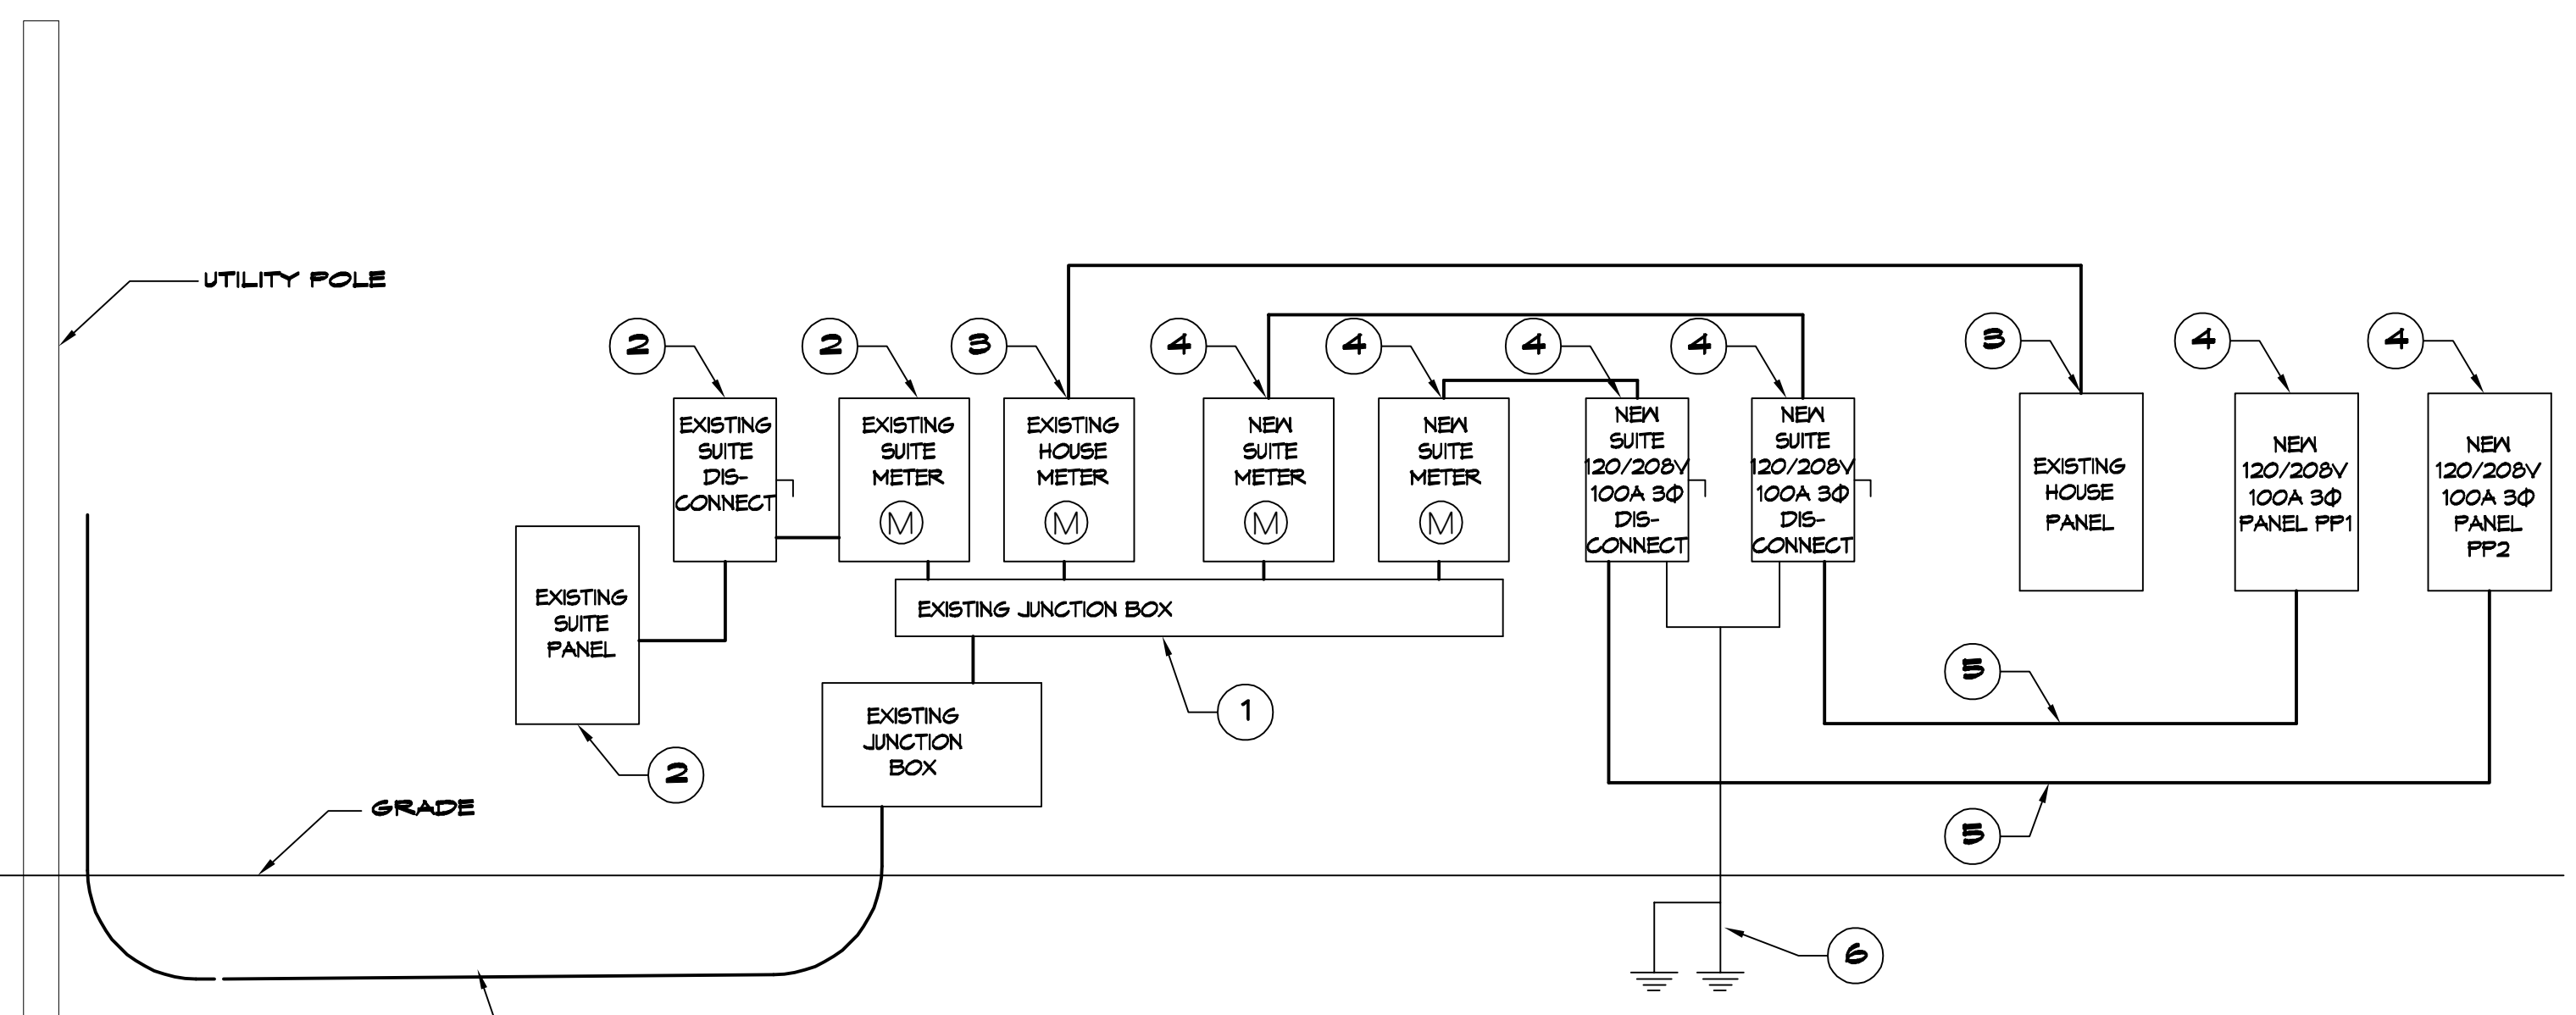 UTILITY POLE
2
2
3
4
4
4
4
3
4
4
EXISTING
SUITE
DIS-
CONNECT
EXISTING
SUITE
METER
M
EXISTING
HOUSE
METER
M
NEW
SUITE
METER
M
NEW
SUITE
METER
M
NEW
SUITE
120/208V
100A 3Φ
DIS-
CONNECT
NEW
SUITE
120/208V
100A 3Φ
DIS-
CONNECT
EXISTING
HOUSE
PANEL
NEW
120/208V
100A 3Φ
PANEL PP1
NEW
120/208V
100A 3Φ
PANEL
PP2
EXISTING
SUITE
PANEL
EXISTING JUNCTION BOX
5
1
EXISTING
JUNCTION
BOX
2
GRADE
5
6